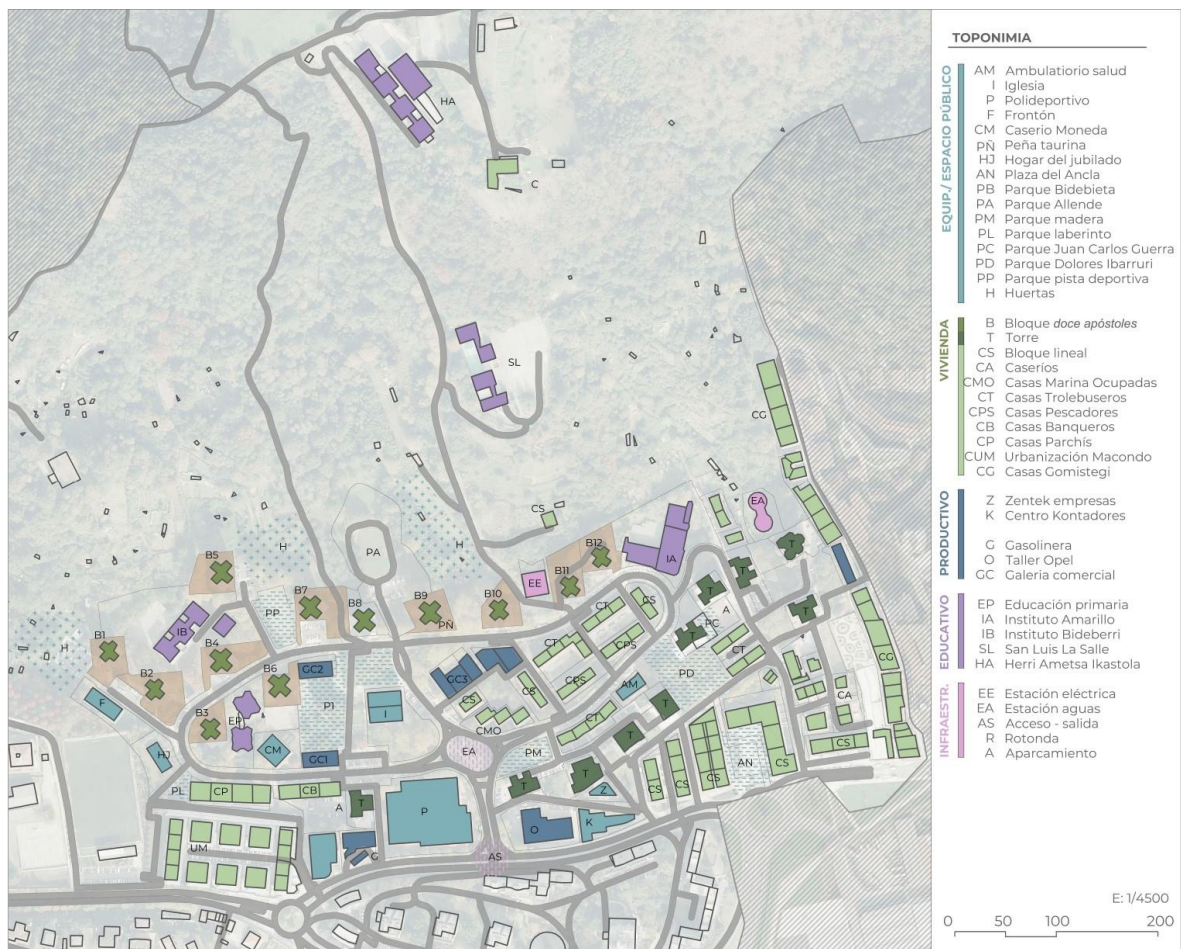 TOPONIMIA
EQUIP./ ESPACIO PÚBLICO
AM Ambulatiorio salud
I Iglesia
P Polideportivo
F Frontón
CM Caserio Moneda
PÑ Peña taurina
HJ Hogar del jubilado
AN Plaza del Ancla
PB Parque Bidebieta
PA Parque Allende
PM Parque madera
PL Parque laberinto
PC Parque Juan Carlos Guerra
PD Parque Dolores Ibarruri
PP Parque pista deportiva
H Huertas
VIVIENDA
B Bloque doce apóstoles
T Torre
CS Bloque lineal
CA Caseríos
CMO Casas Marina Ocupadas
CT Casas Trolebuseros
CPS Casas Pescadores
CB Casas Banqueros
CP Casas Parchís
CUM Urbanización Macondo
CG Casas Gomistegi
PRODUCTIVO
Z Zentek empresas
K Centro Kontadores
G Gasolinera
O Taller Opel
GC Galería comercial
EDUCATIVO
EP Educación primaria
IA Instituto Amarillo
IB Instituto Bideberri
SL San Luis La Salle
HA Herri Ametsa Ikastola
INFRAESTR.
EE Estación eléctrica
EA Estación aguas
AS Acceso - salida
R Rotonda
A Aparcamiento
E: 1/4500
0 50 100 200
HA
C
SL
CG
CS
EA
H
PA
H
B5
B12
IA
T
B7
B8
B9
B10
EE
B11
T
T
PP
PÑ
CT
CS
A
T
H
B1
IB
B4
PC
T
CT
CPS
CT
B2
B6
GC2
GC3
CS
CPS
AM
PD
CG
F
B3
EP
P1
I
CS
CT
T
CA
HJ
CM
GC1
CMO
EA
PM
T
CS
PL
CP
CB
A
T
P
T
T
Z
CS
CS
CS
AN
CS
UM
G
O
K
AS